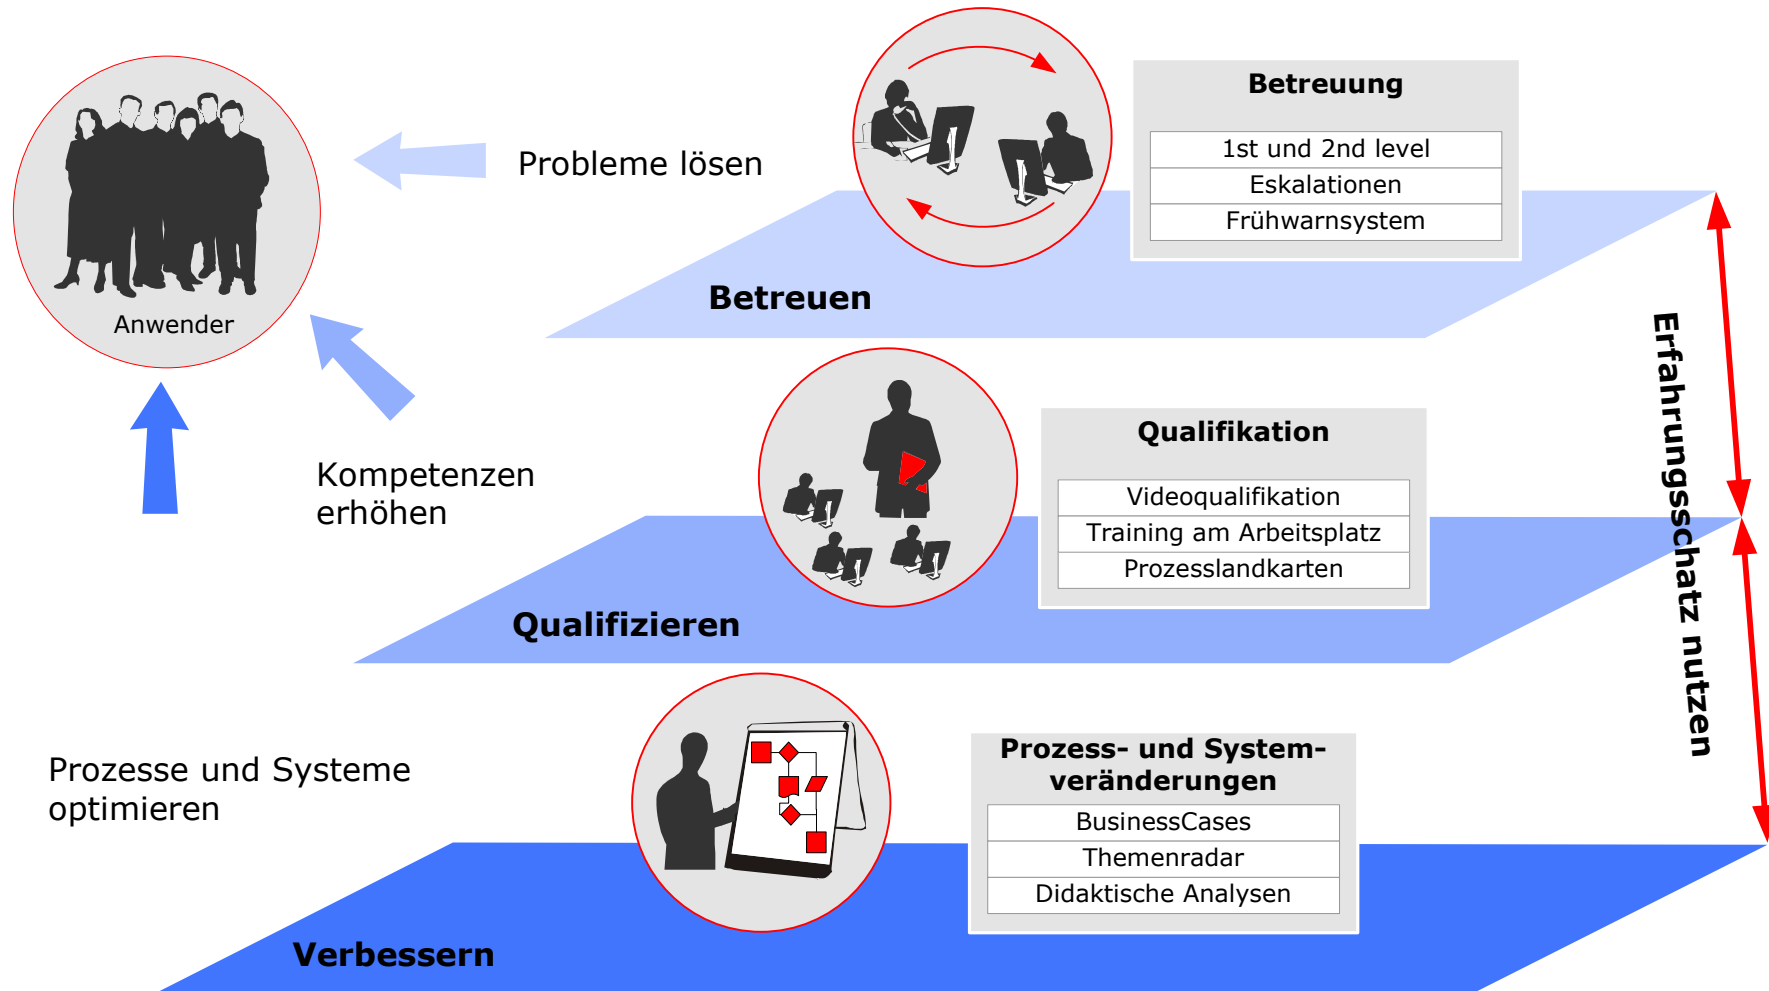 Anwender
Probleme lösen
Betreuung
1st und 2nd level
Eskalationen
Frühwarnsystem
Betreuen
Kompetenzen
erhöhen
Qualifikation
Videoqualifikation
Training am Arbeitsplatz
Prozesslandkarten
Qualifizieren
Prozesse und Systeme
optimieren
Prozess- und System-
veränderungen
BusinessCases
Themenradar
Didaktische Analysen
Verbessern
Erfahrungsschatz nutzen